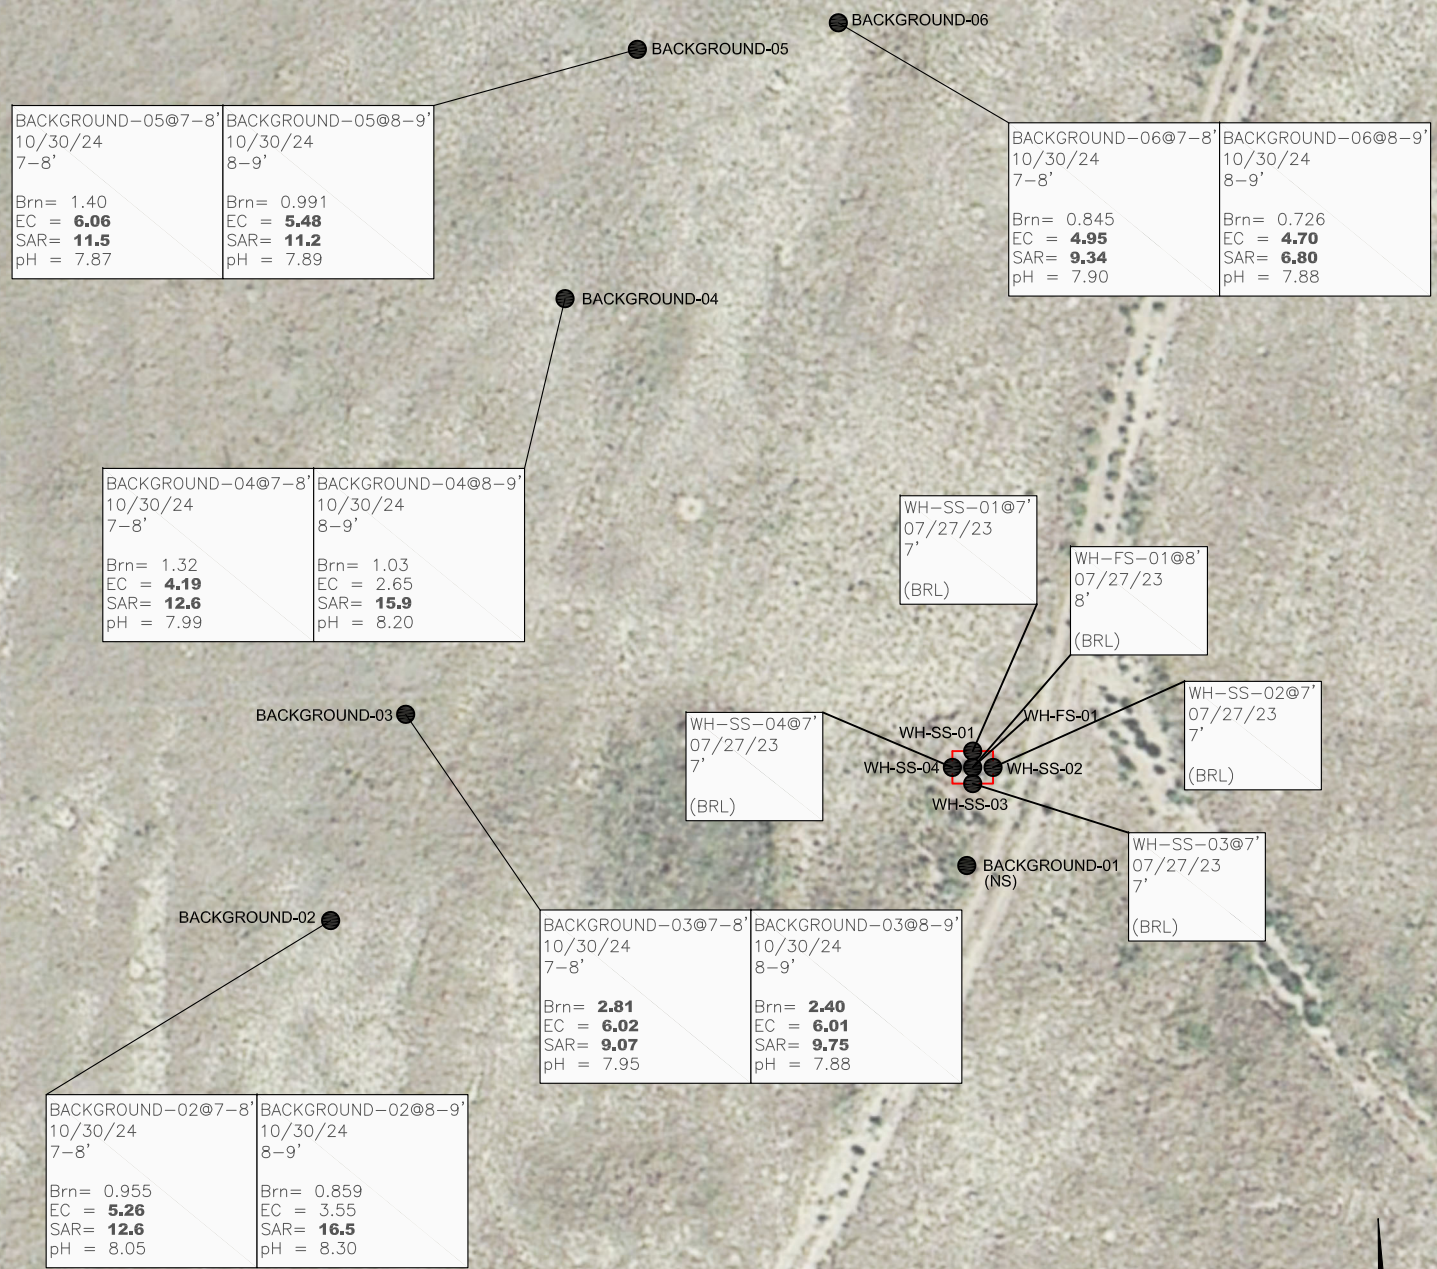 BACKGROUND-06
BACKGROUND-05
BACKGROUND-05@7-8'
10/30/24
7-8'
Brn= 1.40
EC = 6.06
SAR= 11.5
pH = 7.87
BACKGROUND-05@8-9'
10/30/24
8-9'
Brn= 0.991
EC = 5.48
SAR= 11.2
pH = 7.89
BACKGROUND-06@7-8'
10/30/24
7-8'
Brn= 0.845
EC = 4.95
SAR= 9.34
pH = 7.90
BACKGROUND-06@8-9'
10/30/24
8-9'
Brn= 0.726
EC = 4.70
SAR= 6.80
pH = 7.88
BACKGROUND-04
BACKGROUND-04@7-8'
10/30/24
7-8'
Brn= 1.32
EC = 4.19
SAR= 12.6
pH = 7.99
BACKGROUND-04@8-9'
10/30/24
8-9'
Brn= 1.03
EC = 2.65
SAR= 15.9
pH = 8.20
WH-SS-01@7'
07/27/23
7'
(BRL)
WH-FS-01@8'
07/27/23
8'
(BRL)
WH-SS-02@7'
07/27/23
7'
(BRL)
BACKGROUND-03
WH-SS-04@7'
07/27/23
7'
(BRL)
WH-FS-01
WH-SS-01
WH-SS-04
WH-SS-02
WH-SS-03
WH-SS-03@7'
07/27/23
7'
(BRL)
BACKGROUND-01
(NS)
BACKGROUND-02
BACKGROUND-03@7-8'
10/30/24
7-8'
Brn= 2.81
EC = 6.02
SAR= 9.07
pH = 7.95
BACKGROUND-03@8-9'
10/30/24
8-9'
Brn= 2.40
EC = 6.01
SAR= 9.75
pH = 7.88
BACKGROUND-02@7-8'
10/30/24
7-8'
Brn= 0.955
EC = 5.26
SAR= 12.6
pH = 8.05
BACKGROUND-02@8-9'
10/30/24
8-9'
Brn= 0.859
EC = 3.55
SAR= 16.5
pH = 8.30